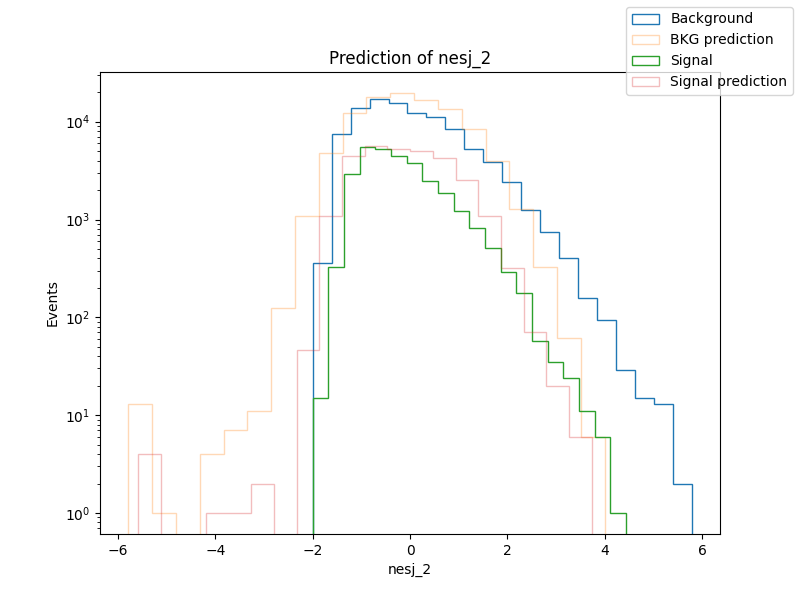 Prediction of nesj_2
Background
BKG prediction
Signal
Signal prediction
Events
10⁴
10³
10²
10¹
10⁰
−6 −4 −2 0 2 4 6
nesj_2